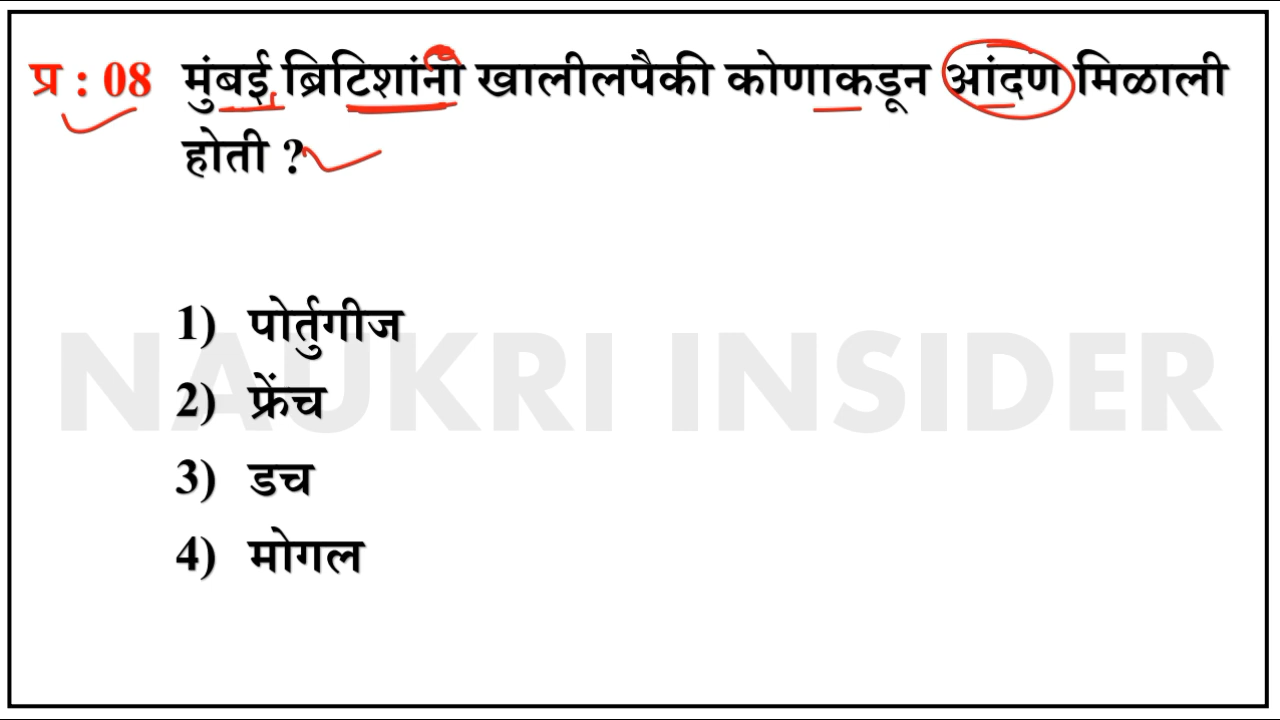 प्र : 08 मुंबई ब्रिटिशांनी खालीलपैकी कोणाकडून आंदण मिळाली
होती ?
1) पोर्तुगीज
NAUKRI INSIDER
2) फ्रेंच
3) डच
4) मोगल